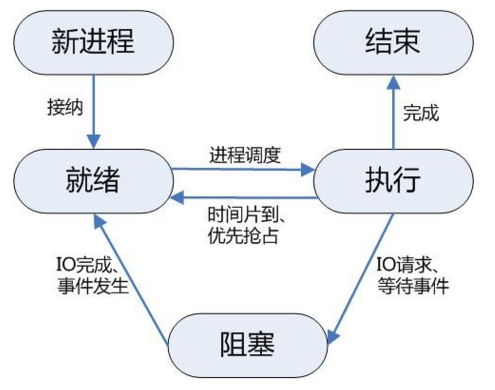 新进程
结束
接纳
完成
就绪
进程调度
执行
时间片到、
优先抢占
IO完成、
事件发生
IO请求、
等待事件
阻塞